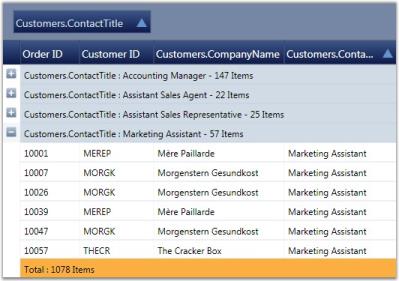 Customers.ContactTitle
Order ID Customer ID Customers.CompanyName Customers.Conta...
Customers.ContactTitle : Accounting Manager - 147 Items
Customers.ContactTitle : Assistant Sales Agent - 22 Items
Customers.ContactTitle : Assistant Sales Representative - 25 Items
Customers.ContactTitle : Marketing Assistant - 57 Items
10001 MEREP Mère Paillarde Marketing Assistant
10007 MORGK Morgenstern Gesundkost Marketing Assistant
10026 MORGK Morgenstern Gesundkost Marketing Assistant
10039 MEREP Mère Paillarde Marketing Assistant
10047 MORGK Morgenstern Gesundkost Marketing Assistant
10057 THECR The Cracker Box Marketing Assistant
Total : 1078 Items